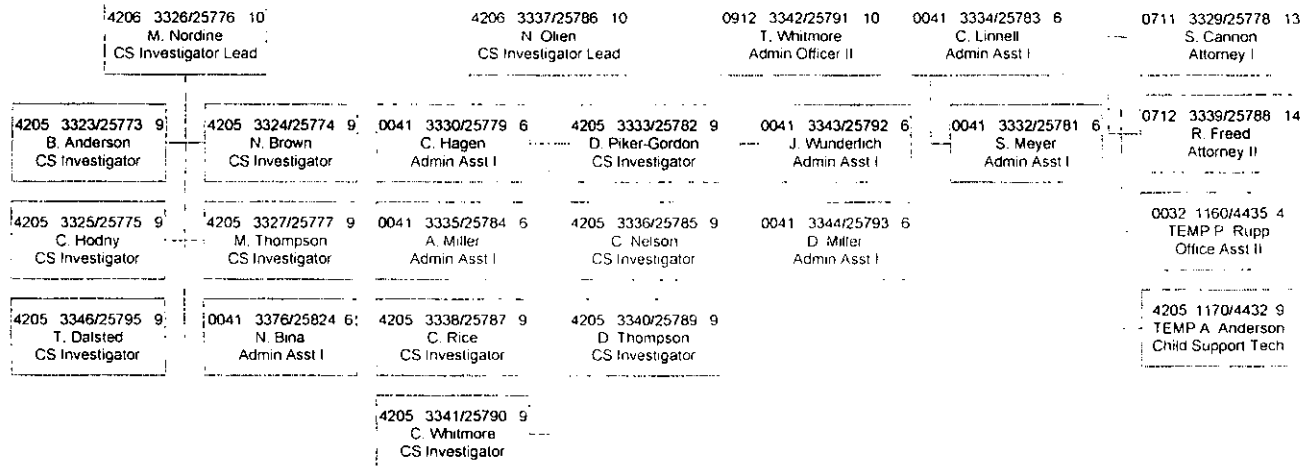 4206 3326/25776 10
M. Nordine
CS Investigator Lead
4206 3337/25786 10
N. Olien
CS Investigator Lead
0912 3342/25791 10
T. Whitmore
Admin Officer II
0041 3334/25783 6
C. Linnell
Admin Asst I
0711 3329/25778 13
S. Cannon
Attorney I
4205 3323/25773 9
B. Anderson
CS Investigator
4205 3324/25774 9
N. Brown
CS Investigator
0041 3330/25779 6
C. Hagen
Admin Asst I
4205 3333/25782 9
D. Piker-Gordon
CS Investigator
0041 3343/25792 6
J. Wunderlich
Admin Asst I
0041 3332/25781 6
S. Meyer
Admin Asst I
0712 3339/25788 14
R. Freed
Attorney II
4205 3325/25775 9
C. Hodny
CS Investigator
4205 3327/25777 9
M. Thompson
CS Investigator
0041 3335/25784 6
A. Miller
Admin Asst I
4205 3336/25785 9
C. Nelson
CS Investigator
0041 3344/25793 6
D. Miller
Admin Asst I
0032 1160/4435 4
TEMP P. Rupp
Office Asst II
4205 3346/25795 9
T. Dalsted
CS Investigator
0041 3376/25824 6
N. Bina
Admin Asst I
4205 3338/25787 9
C. Rice
CS Investigator
4205 3340/25789 9
D. Thompson
CS Investigator
4205 1170/4432 9
TEMP A. Anderson
Child Support Tech
4205 3341/25790 9
C. Whitmore
CS Investigator